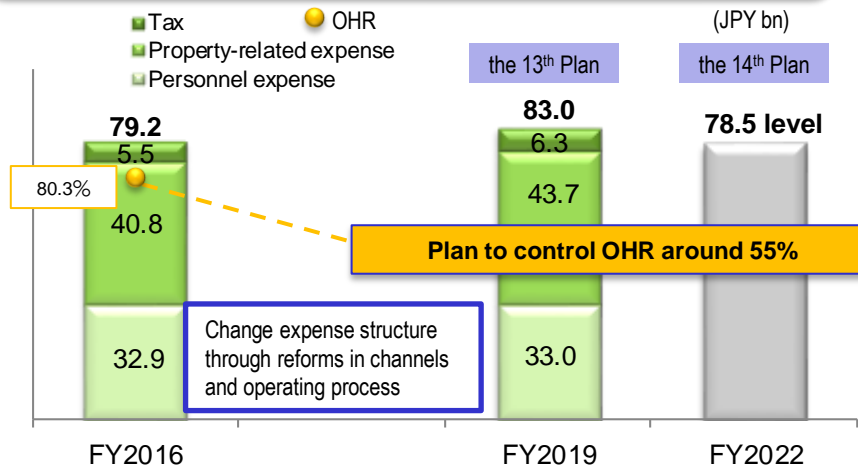 Tax
OHR
(JPY bn)
Property-related expense
Personnel expense
the 13th Plan
the 14th Plan
79.2
83.0
78.5 level
5.5
6.3
80.3%
40.8
43.7
Plan to control OHR around 55%
Change expense structure
through reforms in channels
and operating process
32.9
33.0
FY2016
FY2019
FY2022